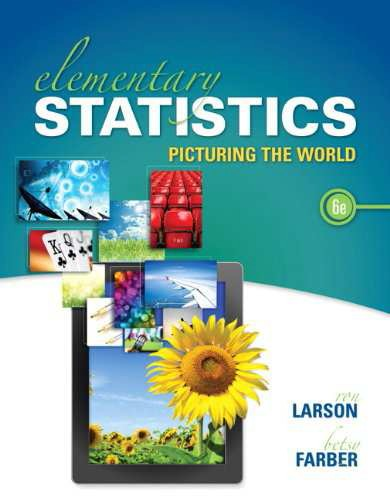 elementary
STATISTICS
PICTURING THE WORLD
6e
ron
LARSON
betsy
FARBER